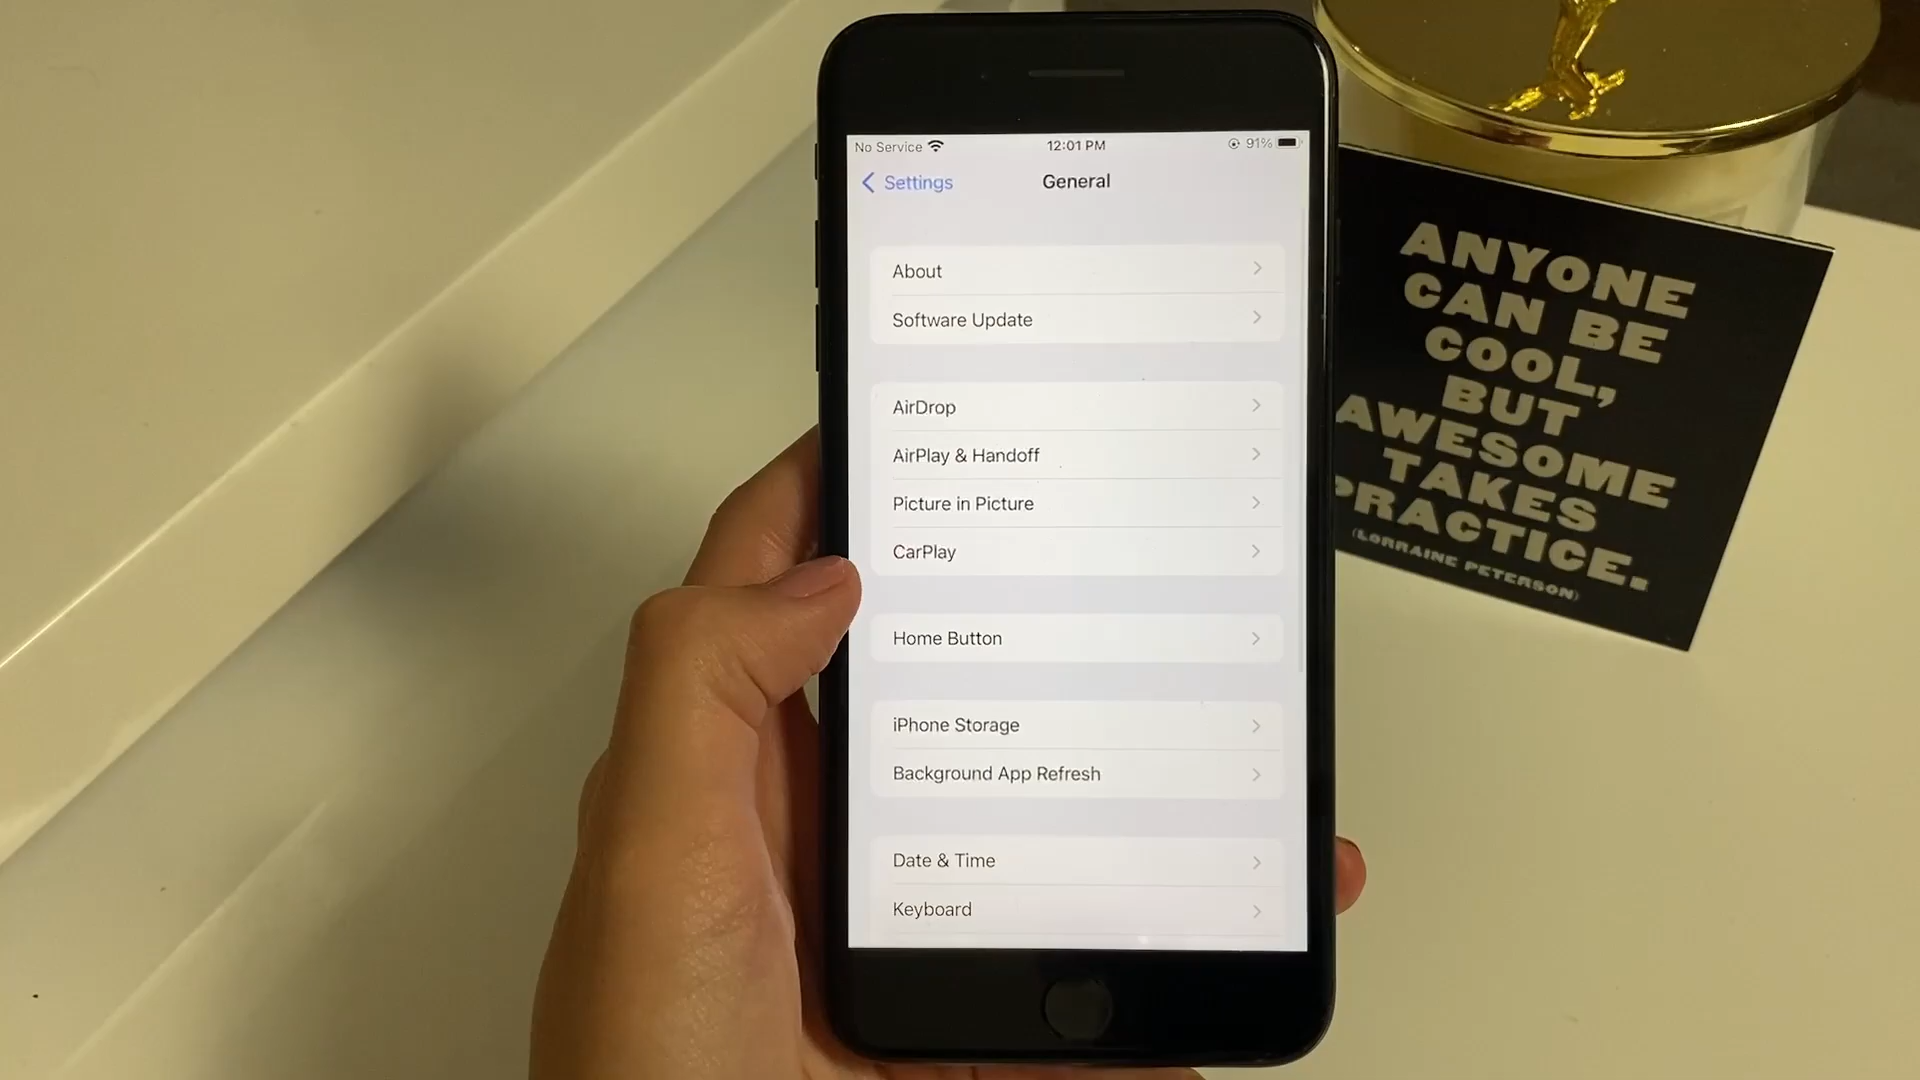 No Service 12:01 PM 91%
Settings General
About
Software Update
AirDrop
AirPlay & Handoff
Picture in Picture
CarPlay
Home Button
iPhone Storage
Background App Refresh
Date & Time
Keyboard
ANYONE
CAN BE
COOL,
BUT
AWESOME
TAKES
PRACTICE.
(LORRAINE PETERSON)